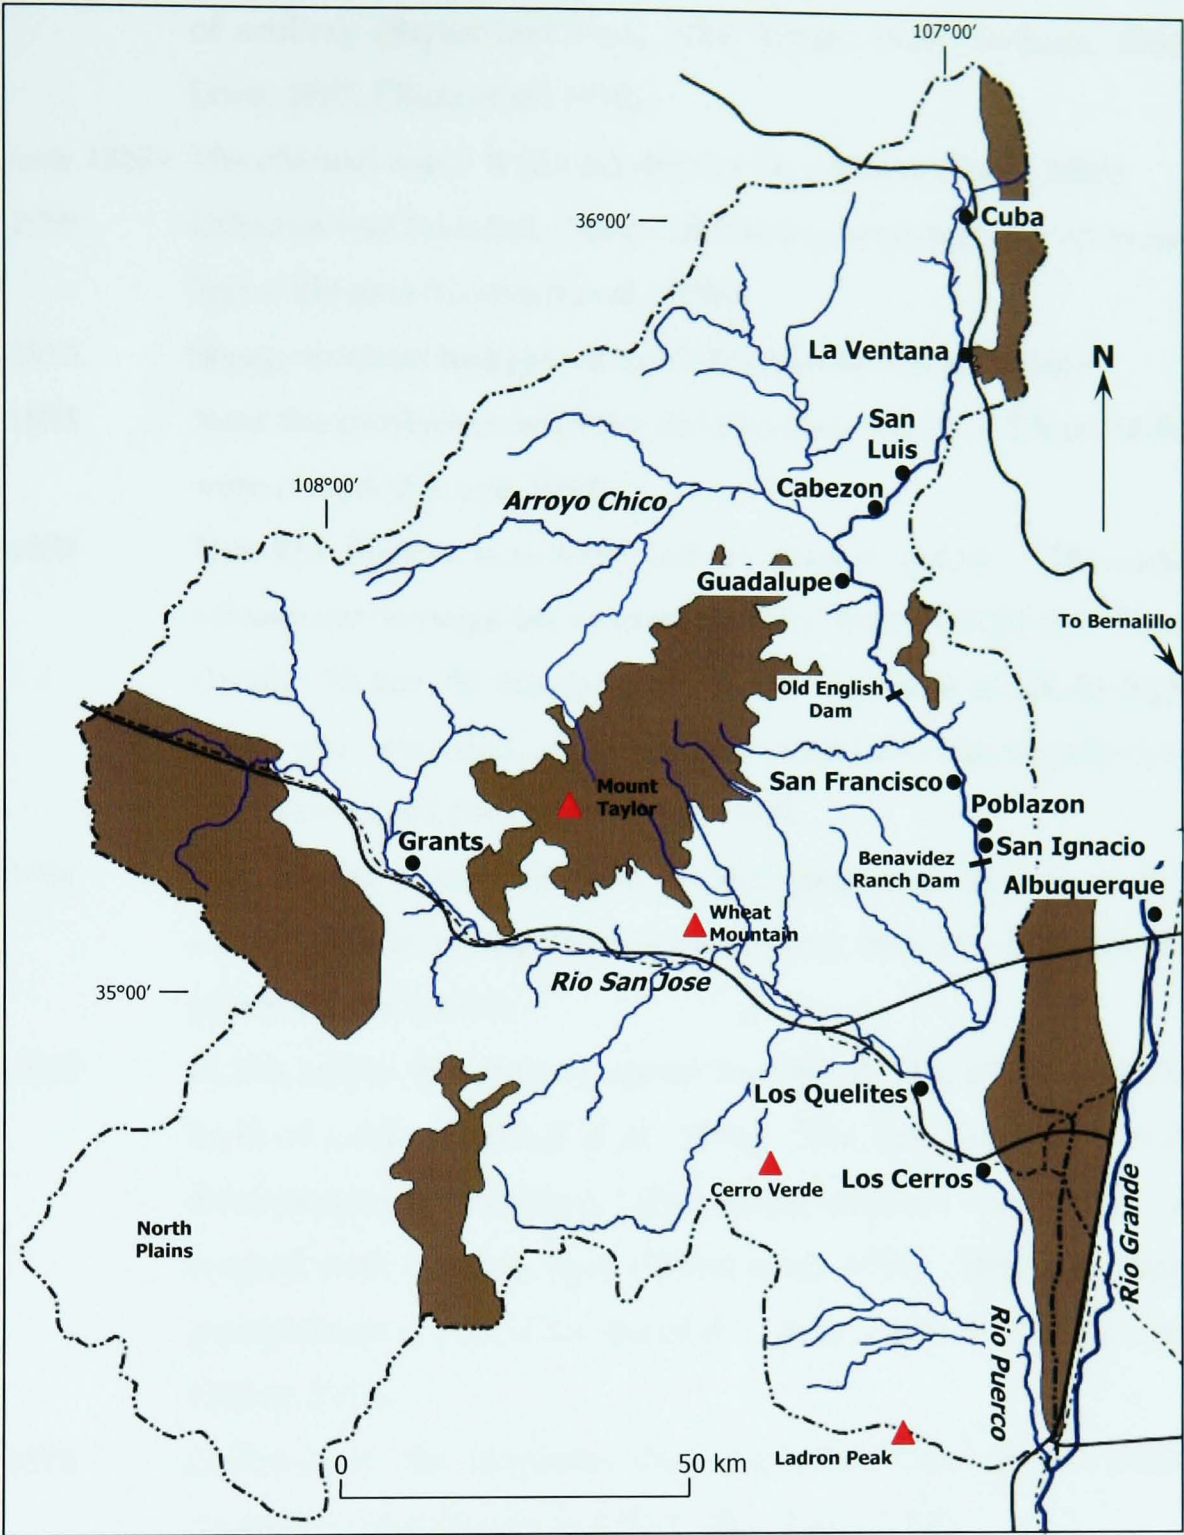 107°00′
36°00′
Cuba
La Ventana
N
San
Luis
Cabezon
108°00′
Arroyo Chico
Guadalupe
To Bernalillo
Old English
Dam
San Francisco
Mount
Taylor
Poblazon
Grants
San Ignacio
Benavidez
Ranch Dam
Albuquerque
Wheat
Mountain
35°00′
Rio San Jose
Los Quelites
Los Cerros
Cerro Verde
North
Plains
Rio Grande
Rio Puerco
Ladron Peak
0
50 km